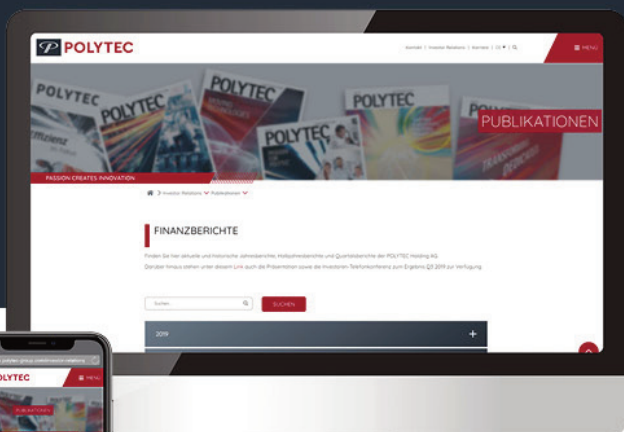 POLYTEC
Kontakt | Investor Relations | Karriere | DE
MENU
POLYTEC
POLYTEC
POLYTEC
POLYTEC
POLYTEC
PUBLIKATIONEN
PASSION CREATES INNOVATION
Investor Relations Publikationen
FINANZBERICHTE
Finden Sie hier aktuelle und historische Jahresberichte, Halbjahresberichte und Quartalsberichte der POLYTEC Holding AG.
Darüber hinaus stehen unter diesem Link auch die Präsentation sowie die Investoren-Telefonkonferenz zum Ergebnis Q3 2019 zur Verfügung.
Suchen
SUCHEN
2019
MENU
PUBLIKATIONEN